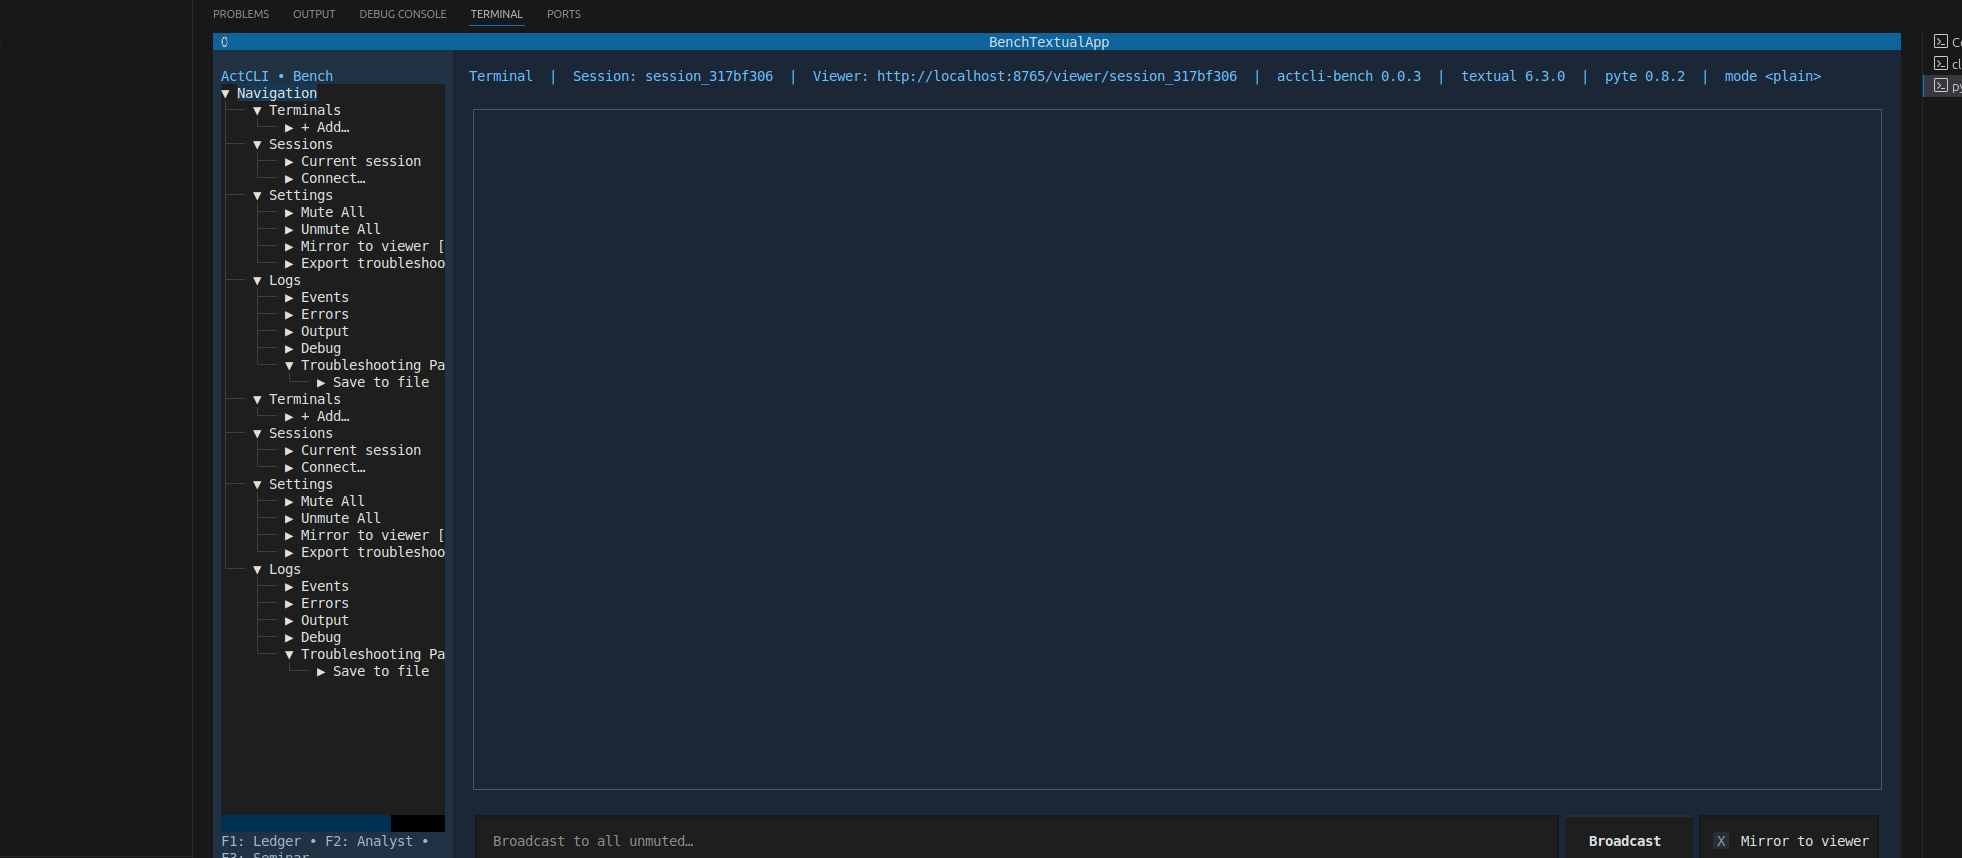 PROBLEMS OUTPUT DEBUG CONSOLE TERMINAL PORTS
BenchTextualApp
ActCLI • Bench
Terminal | Session: session_317bf306 | Viewer: http://localhost:8765/viewer/session_317bf306 | actcli-bench 0.0.3 | textual 6.3.0 | pyte 0.8.2 | mode <plain>
▼ Navigation
▼ Terminals
▶ + Add…
▼ Sessions
▶ Current session
▶ Connect…
▼ Settings
▶ Mute All
▶ Unmute All
▶ Mirror to viewer [
▶ Export troubleshoo
▼ Logs
▶ Events
▶ Errors
▶ Output
▶ Debug
▼ Troubleshooting Pa
▶ Save to file
▼ Terminals
▶ + Add…
▼ Sessions
▶ Current session
▶ Connect…
▼ Settings
▶ Mute All
▶ Unmute All
▶ Mirror to viewer [
▶ Export troubleshoo
▼ Logs
▶ Events
▶ Errors
▶ Output
▶ Debug
▼ Troubleshooting Pa
▶ Save to file
F1: Ledger • F2: Analyst •
F3: Seminar
Broadcast to all unmuted…
Broadcast
X Mirror to viewer
Co
cl
py